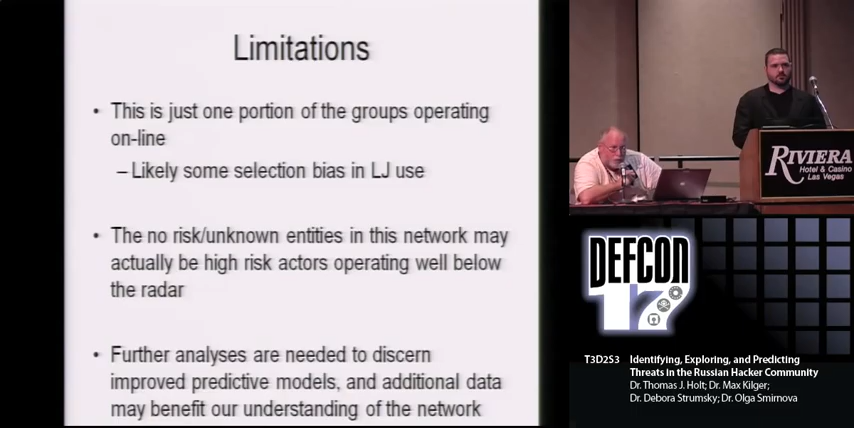 Limitations
• This is just one portion of the groups operating
on-line
– Likely some selection bias in LJ use
• The no risk/unknown entities in this network may
actually be high risk actors operating well below
the radar
• Further analyses are needed to discern
improved predictive models, and additional data
may benefit our understanding of the network
RIVIERA
Hotel & Casino
Las Vegas
DEFCON
17
T3D2S3 Identifying, Exploring, and Predicting
Threats in the Russian Hacker Community
Dr. Thomas J. Holt; Dr. Max Kilger;
Dr. Debora Strumsky; Dr. Olga Smirnova